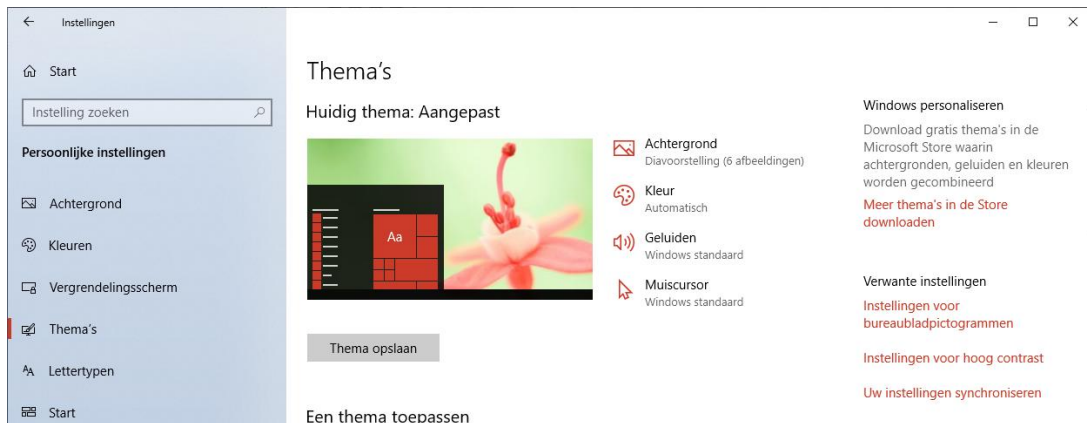 Instellingen
Start
Instelling zoeken
Persoonlijke instellingen
Achtergrond
Kleuren
Vergrendelingsscherm
Thema's
Lettertypen
Start
Thema's
Huidig thema: Aangepast
Aa
Achtergrond
Diavoorstelling (6 afbeeldingen)
Kleur
Automatisch
Geluiden
Windows standaard
Muiscursor
Windows standaard
Thema opslaan
Een thema toepassen
Windows personaliseren
Download gratis thema's in de
Microsoft Store waarin
achtergronden, geluiden en kleuren
worden gecombineerd
Meer thema's in de Store
downloaden
Verwante instellingen
Instellingen voor
bureaubladpictogrammen
Instellingen voor hoog contrast
Uw instellingen synchroniseren